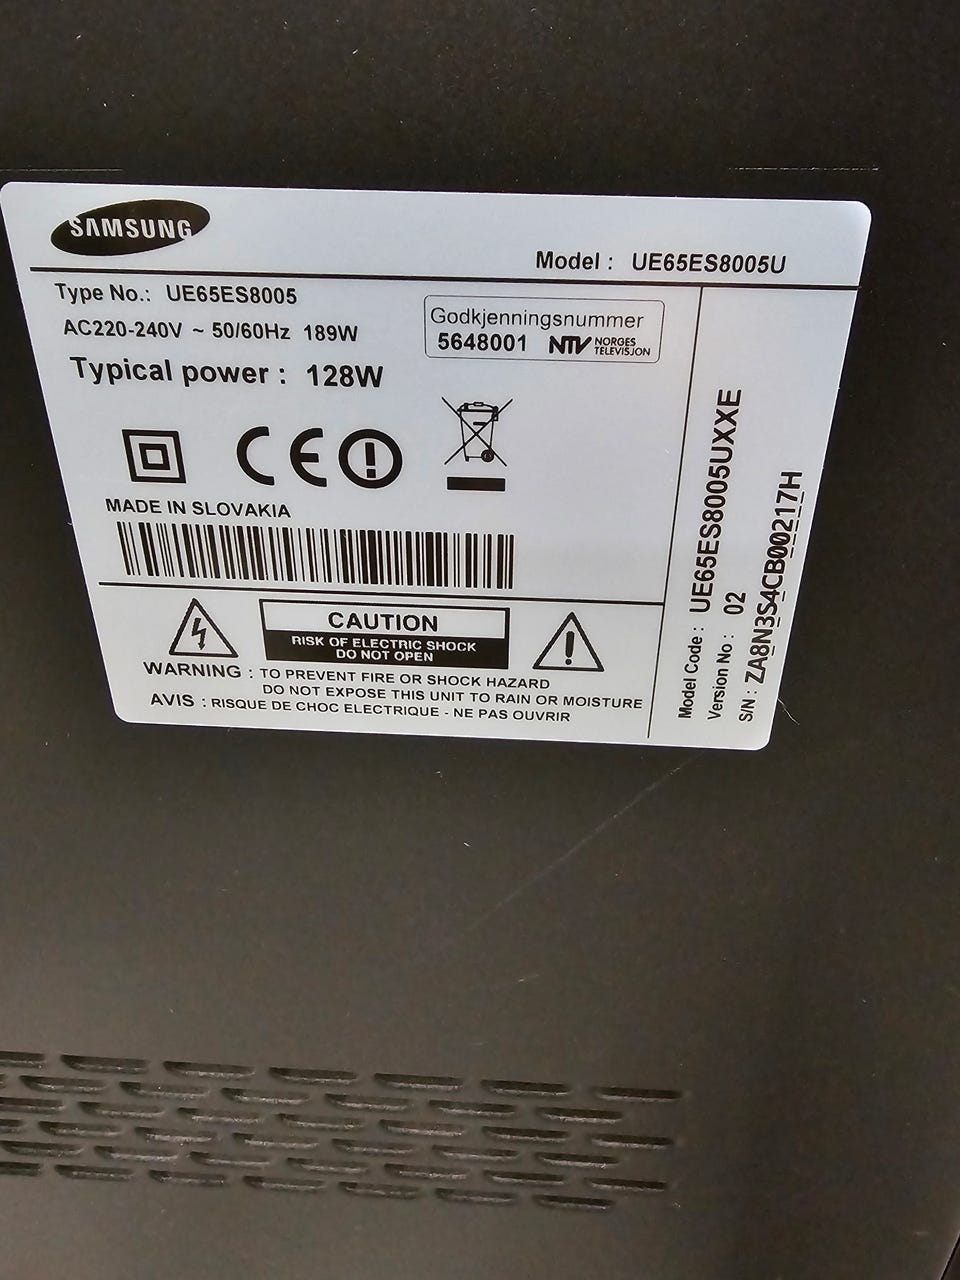 SAMSUNG
Model : UE65ES8005U
Type No.: UE65ES8005
AC220-240V ~ 50/60Hz 189W
Typical power : 128W
Godkjenningsnummer
5648001 NTV NORGES TELEVISJON
CE
MADE IN SLOVAKIA
CAUTION
RISK OF ELECTRIC SHOCK
DO NOT OPEN
WARNING : TO PREVENT FIRE OR SHOCK HAZARD
DO NOT EXPOSE THIS UNIT TO RAIN OR MOISTURE
AVIS : RISQUE DE CHOC ELECTRIQUE - NE PAS OUVRIR
Model Code : UE65ES8005UXXE
Version No : 02
S/N : ZA8N3S4CB00217H